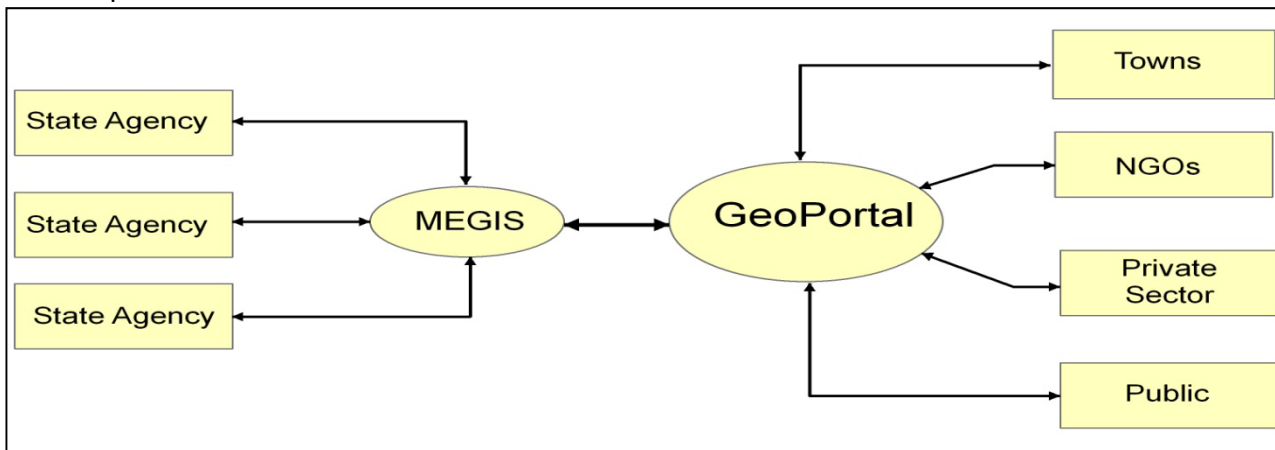 State Agency
State Agency
State Agency
MEGIS
GeoPortal
Towns
NGOs
Private
Sector
Public